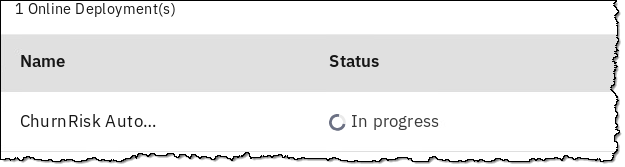 1 Online Deployment(s)
Name Status
ChurnRisk Auto... In progress